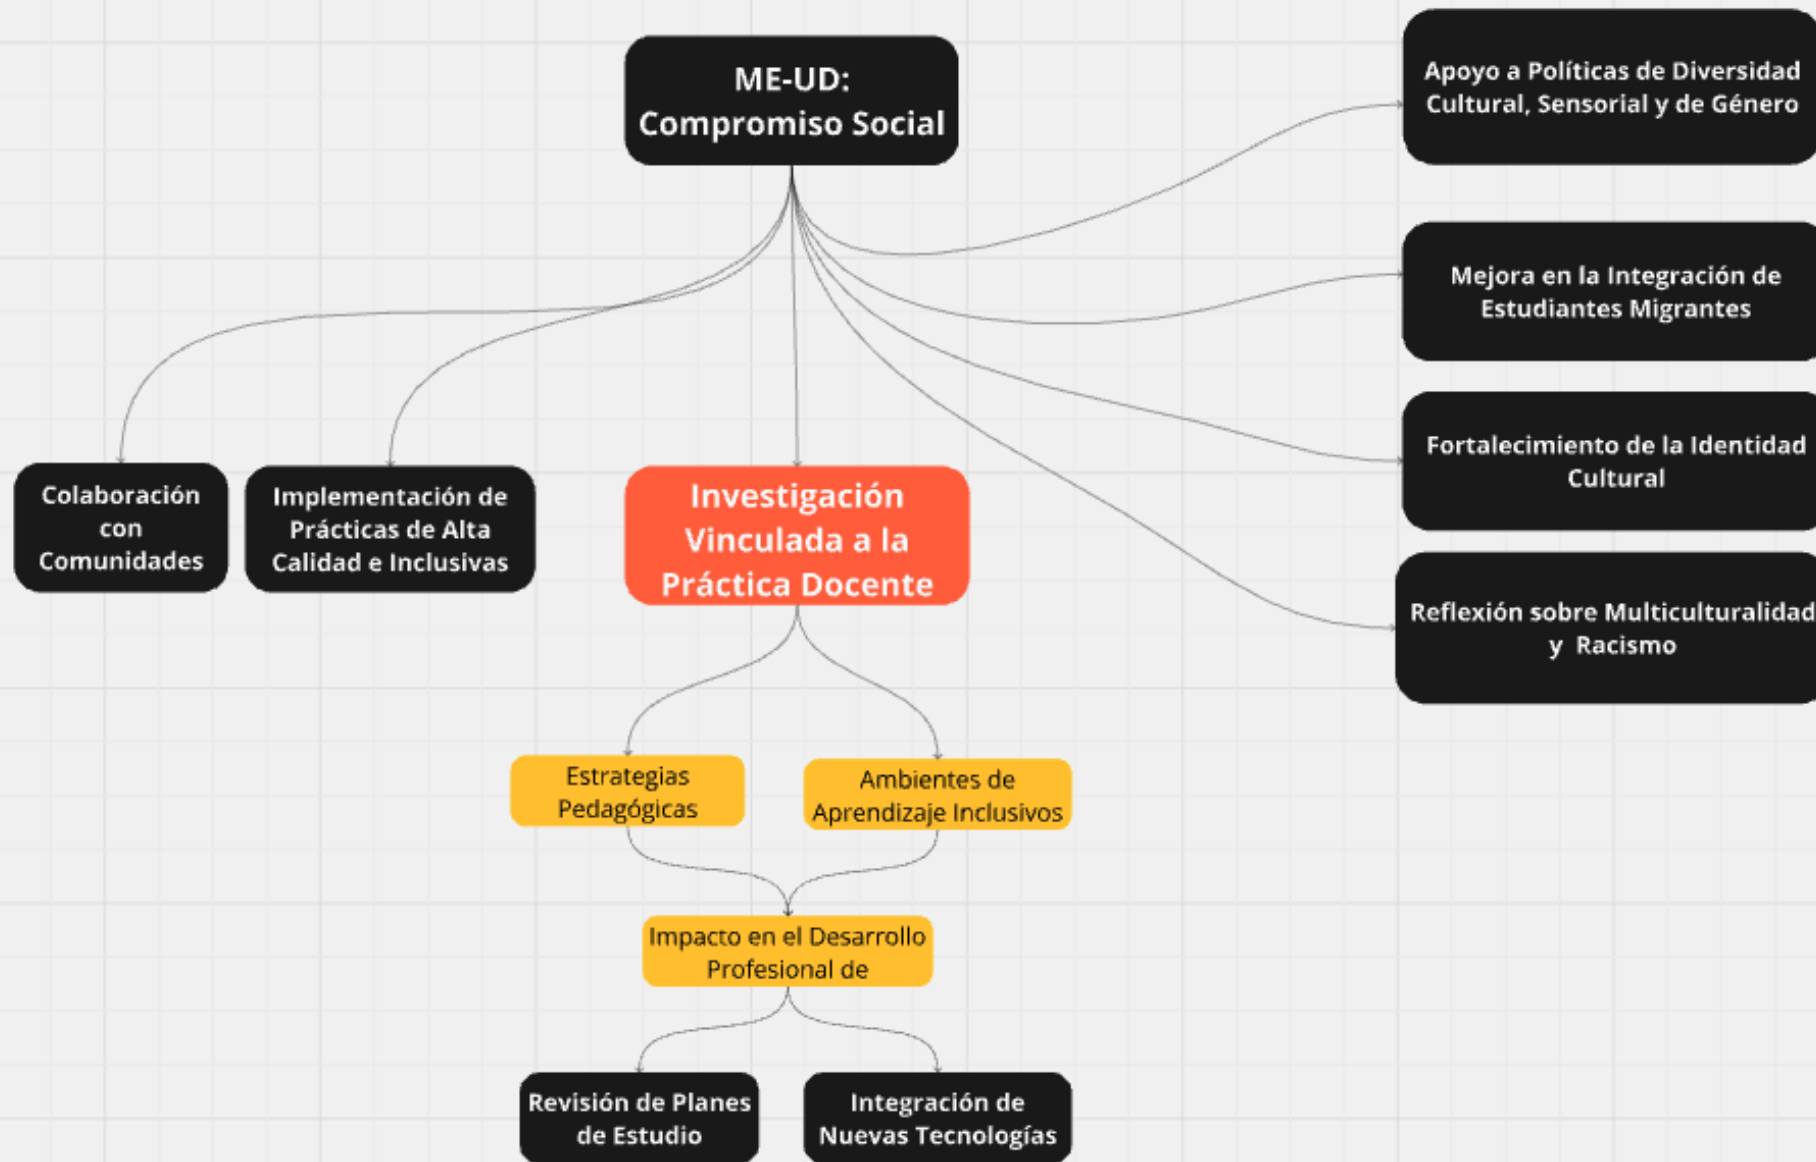 ME-UD:
Compromiso Social
Apoyo a Políticas de Diversidad
Cultural, Sensorial y de Género
Mejora en la Integración de
Estudiantes Migrantes
Fortalecimiento de la Identidad
Cultural
Reflexión sobre Multiculturalidad
y Racismo
Colaboración
con
Comunidades
Implementación de
Prácticas de Alta
Calidad e Inclusivas
Investigación
Vinculada a la
Práctica Docente
Estrategias
Pedagógicas
Ambientes de
Aprendizaje Inclusivos
Impacto en el Desarrollo
Profesional de
Revisión de Planes
de Estudio
Integración de
Nuevas Tecnologías